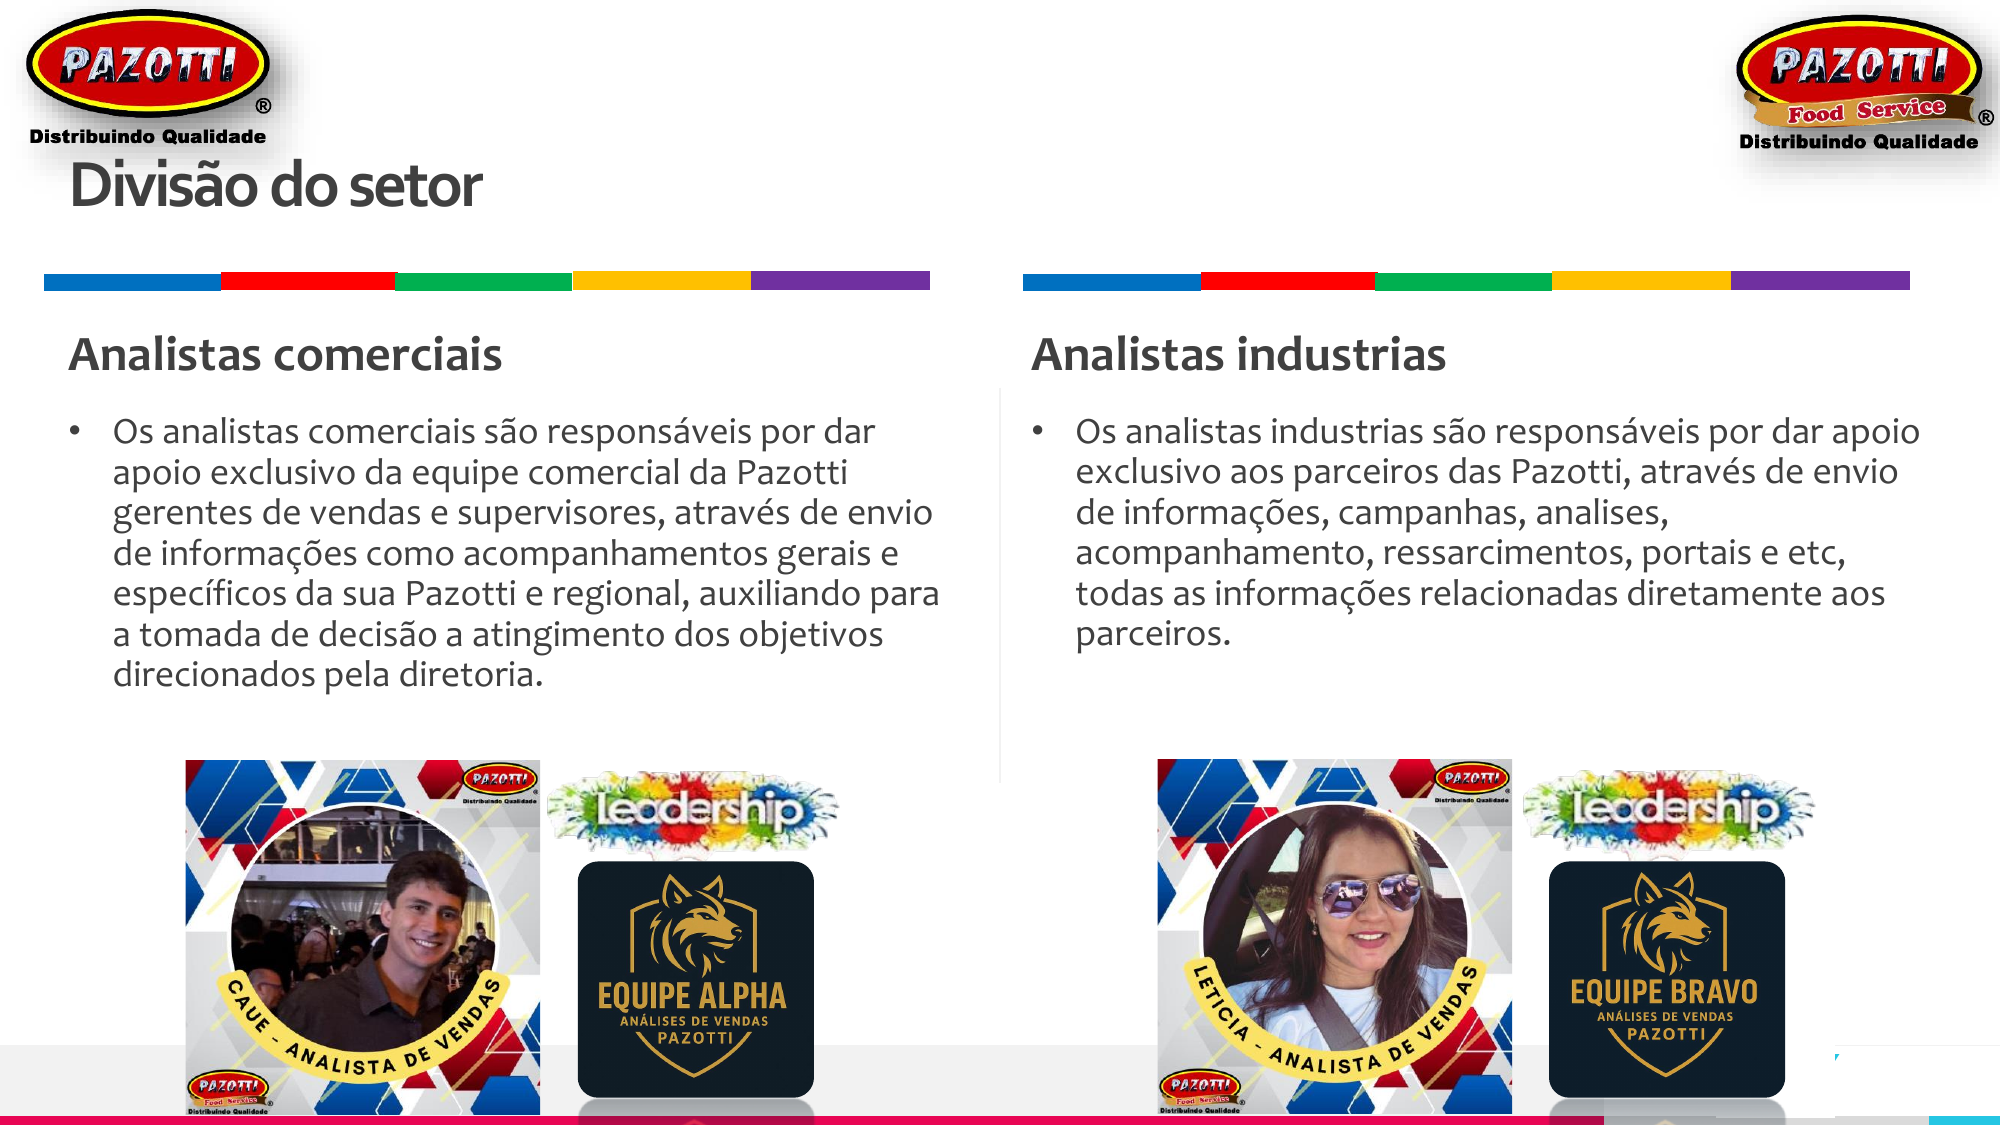 PAZOTTI
®
Distribuindo Qualidade
PAZOTTI
Food Service
®
Distribuindo Qualidade
Divisão do setor
Analistas comerciais
• Os analistas comerciais são responsáveis por dar
apoio exclusivo da equipe comercial da Pazotti
gerentes de vendas e supervisores, através de envio
de informações como acompanhamentos gerais e
específicos da sua Pazotti e regional, auxiliando para
a tomada de decisão a atingimento dos objetivos
direcionados pela diretoria.
Analistas industrias
• Os analistas industrias são responsáveis por dar apoio
exclusivo aos parceiros das Pazotti, através de envio
de informações, campanhas, analises,
acompanhamento, ressarcimentos, portais e etc,
todas as informações relacionadas diretamente aos
parceiros.
PAZOTTI
Distribuindo Qualidade
CAUE - ANALISTA DE VENDAS
PAZOTTI
Food Service
Distribuindo Qualidade
Leadership
EQUIPE ALPHA
ANÁLISES DE VENDAS
PAZOTTI
PAZOTTI
Distribuindo Qualidade
LETICIA - ANALISTA DE VENDAS
PAZOTTI
Food Service
Distribuindo Qualidade
Leadership
EQUIPE BRAVO
ANÁLISES DE VENDAS
PAZOTTI